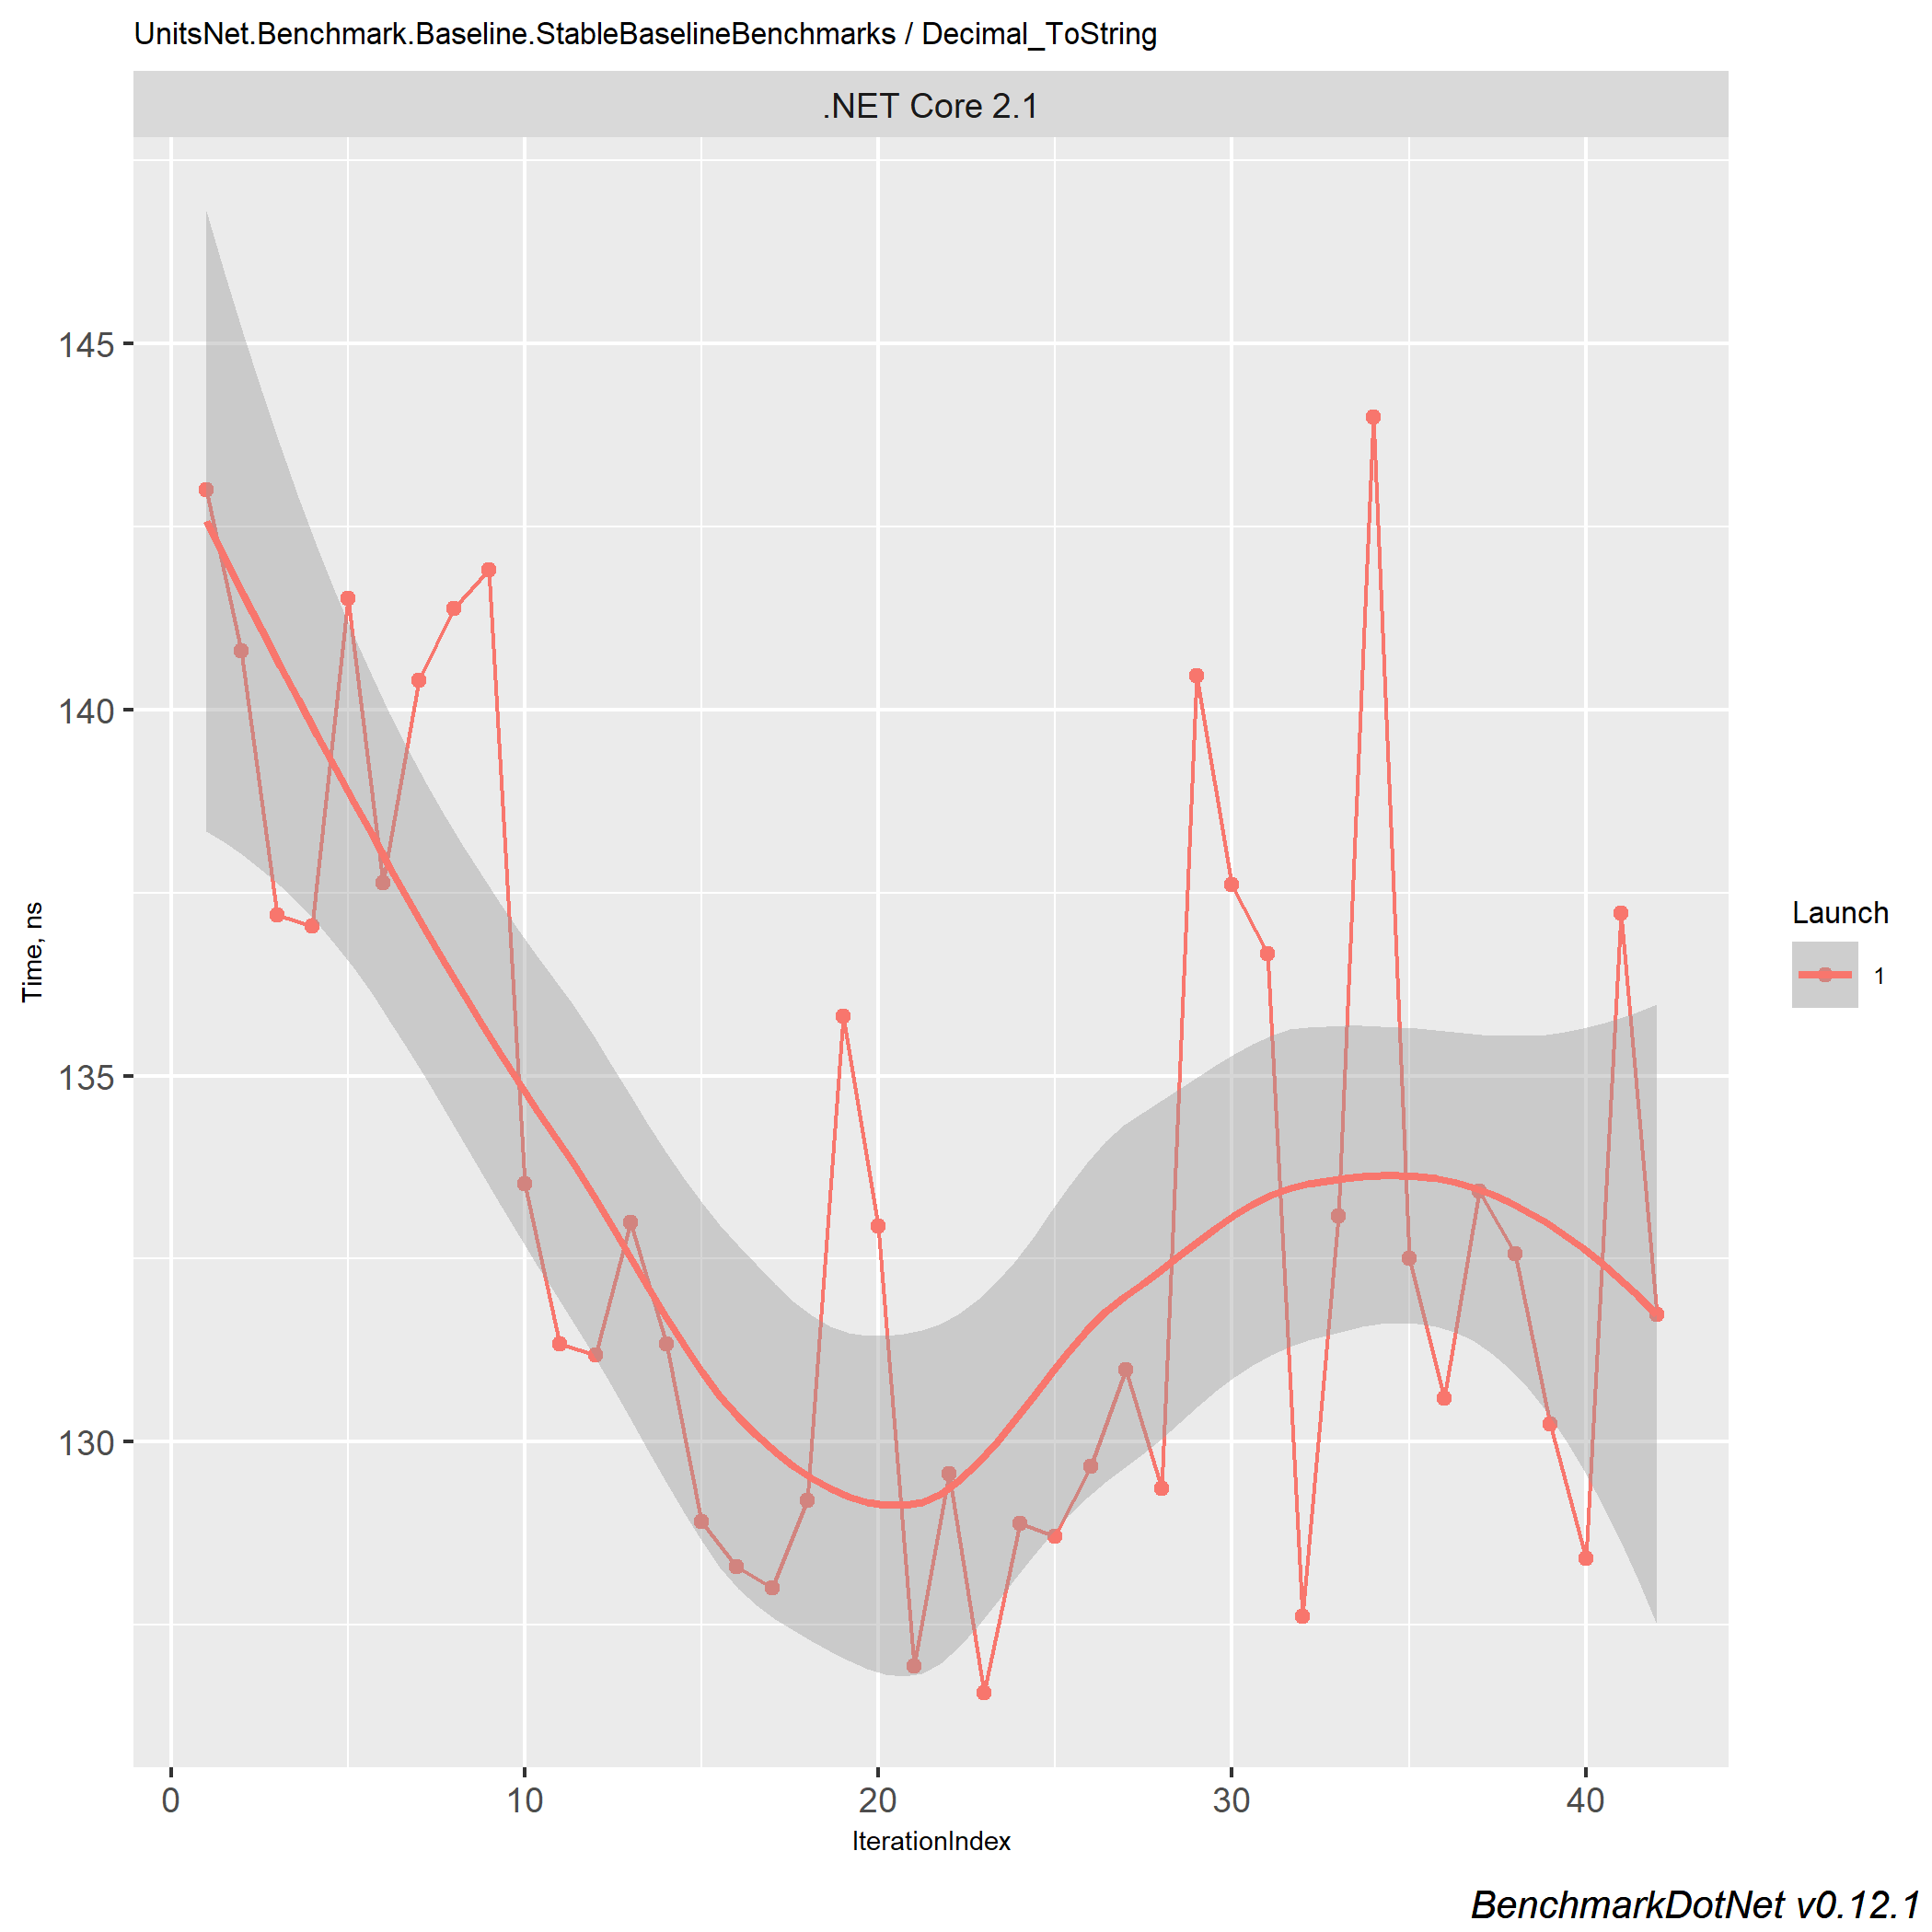 UnitsNet.Benchmark.Baseline.StableBaselineBenchmarks / Decimal_ToString
.NET Core 2.1
145
140
135
130
Time, ns
0 10 20 30 40
IterationIndex
Launch
1
BenchmarkDotNet v0.12.1